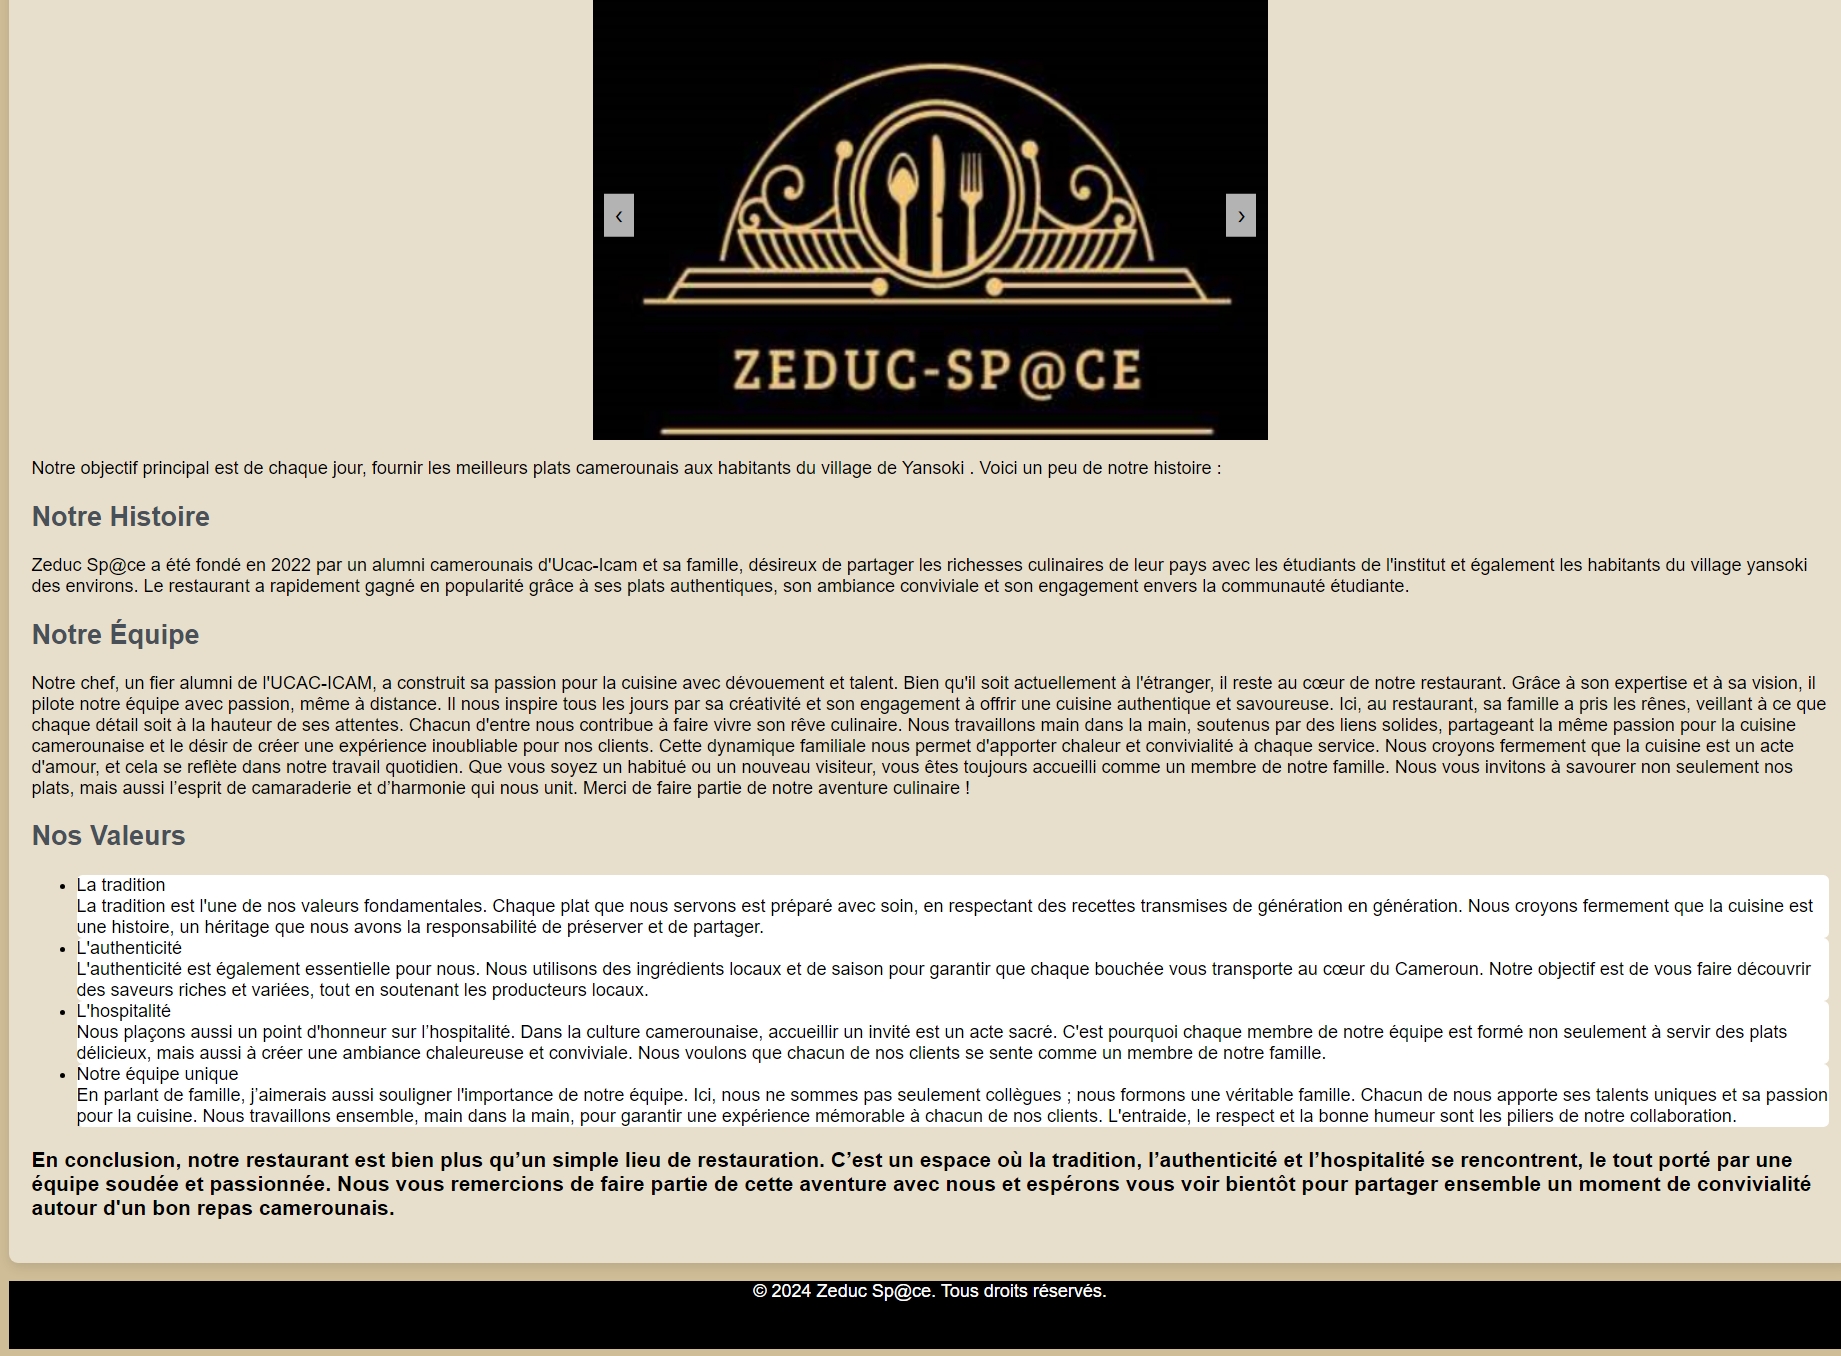 ‹
›
ZEDUC-SP@CE
Notre objectif principal est de chaque jour, fournir les meilleurs plats camerounais aux habitants du village de Yansoki . Voici un peu de notre histoire :
Notre Histoire
Zeduc Sp@ce a été fondé en 2022 par un alumni camerounais d'Ucac-Icam et sa famille, désireux de partager les richesses culinaires de leur pays avec les étudiants de l'institut et également les habitants du village yansoki
des environs. Le restaurant a rapidement gagné en popularité grâce à ses plats authentiques, son ambiance conviviale et son engagement envers la communauté étudiante.
Notre Équipe
Notre chef, un fier alumni de l'UCAC-ICAM, a construit sa passion pour la cuisine avec dévouement et talent. Bien qu'il soit actuellement à l'étranger, il reste au cœur de notre restaurant. Grâce à son expertise et à sa vision, il
pilote notre équipe avec passion, même à distance. Il nous inspire tous les jours par sa créativité et son engagement à offrir une cuisine authentique et savoureuse. Ici, au restaurant, sa famille a pris les rênes, veillant à ce que
chaque détail soit à la hauteur de ses attentes. Chacun d'entre nous contribue à faire vivre son rêve culinaire. Nous travaillons main dans la main, soutenus par des liens solides, partageant la même passion pour la cuisine
camerounaise et le désir de créer une expérience inoubliable pour nos clients. Cette dynamique familiale nous permet d'apporter chaleur et convivialité à chaque service. Nous croyons fermement que la cuisine est un acte
d'amour, et cela se reflète dans notre travail quotidien. Que vous soyez un habitué ou un nouveau visiteur, vous êtes toujours accueilli comme un membre de notre famille. Nous vous invitons à savourer non seulement nos
plats, mais aussi l’esprit de camaraderie et d’harmonie qui nous unit. Merci de faire partie de notre aventure culinaire !
Nos Valeurs
• La tradition
La tradition est l'une de nos valeurs fondamentales. Chaque plat que nous servons est préparé avec soin, en respectant des recettes transmises de génération en génération. Nous croyons fermement que la cuisine est
une histoire, un héritage que nous avons la responsabilité de préserver et de partager.
• L'authenticité
L'authenticité est également essentielle pour nous. Nous utilisons des ingrédients locaux et de saison pour garantir que chaque bouchée vous transporte au cœur du Cameroun. Notre objectif est de vous faire découvrir
des saveurs riches et variées, tout en soutenant les producteurs locaux.
• L'hospitalité
Nous plaçons aussi un point d'honneur sur l’hospitalité. Dans la culture camerounaise, accueillir un invité est un acte sacré. C'est pourquoi chaque membre de notre équipe est formé non seulement à servir des plats
délicieux, mais aussi à créer une ambiance chaleureuse et conviviale. Nous voulons que chacun de nos clients se sente comme un membre de notre famille.
• Notre équipe unique
En parlant de famille, j’aimerais aussi souligner l'importance de notre équipe. Ici, nous ne sommes pas seulement collègues ; nous formons une véritable famille. Chacun de nous apporte ses talents uniques et sa passion
pour la cuisine. Nous travaillons ensemble, main dans la main, pour garantir une expérience mémorable à chacun de nos clients. L'entraide, le respect et la bonne humeur sont les piliers de notre collaboration.
En conclusion, notre restaurant est bien plus qu’un simple lieu de restauration. C’est un espace où la tradition, l’authenticité et l’hospitalité se rencontrent, le tout porté par une
équipe soudée et passionnée. Nous vous remercions de faire partie de cette aventure avec nous et espérons vous voir bientôt pour partager ensemble un moment de convivialité
autour d'un bon repas camerounais.
© 2024 Zeduc Sp@ce. Tous droits réservés.